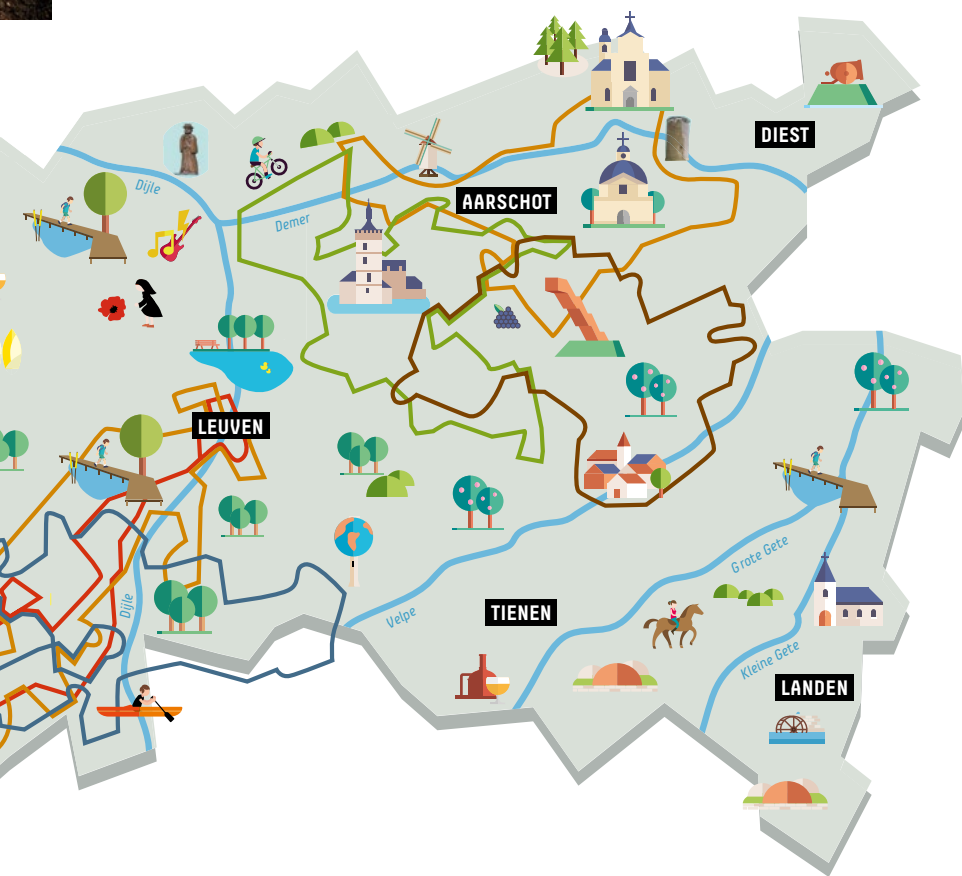 DIEST
Dijle
AARSCHOT
Demer
LEUVEN
Grote Gete
Dijle
Velpe
TIENEN
Kleine Gete
LANDEN